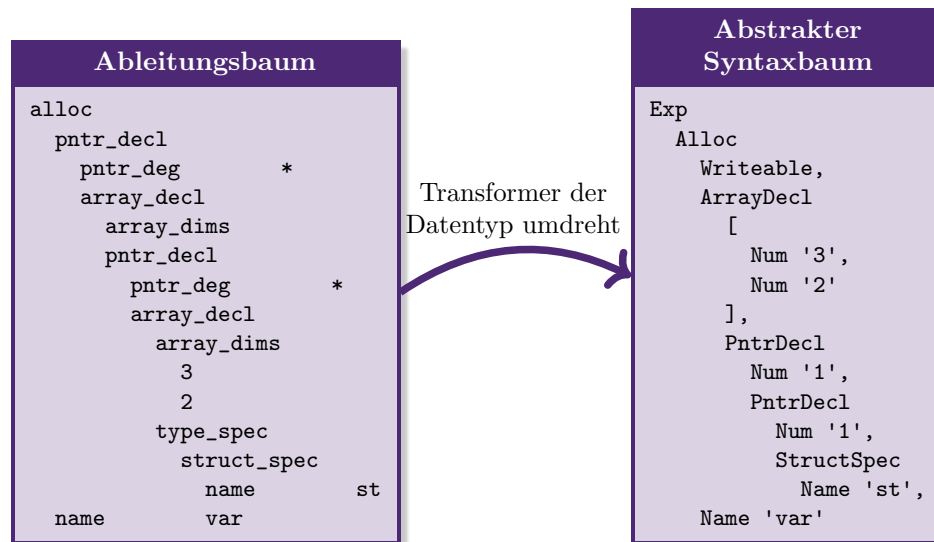 Ableitungsbaum
alloc
  pntr_decl
    pntr_deg        *
    array_decl
      array_dims
      pntr_decl
        pntr_deg        *
        array_decl
          array_dims
            3
            2
          type_spec
            struct_spec
              name        st
  name          var
Transformer der
Datentyp umdreht
Abstrakter
Syntaxbaum
Exp
  Alloc
    Writeable,
    ArrayDecl
      [
        Num '3',
        Num '2'
      ],
      PntrDecl
        Num '1',
        PntrDecl
          Num '1',
          StructSpec
            Name 'st',
    Name 'var'